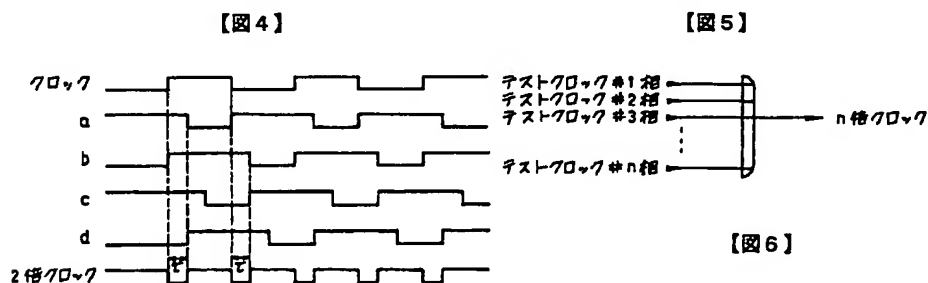 【図4】
クロック
a
b
c
d
2倍クロック
τ τ
【図5】
テストクロック #1相
テストクロック #2相
テストクロック #3相
テストクロック #n相
n倍クロック
【図6】